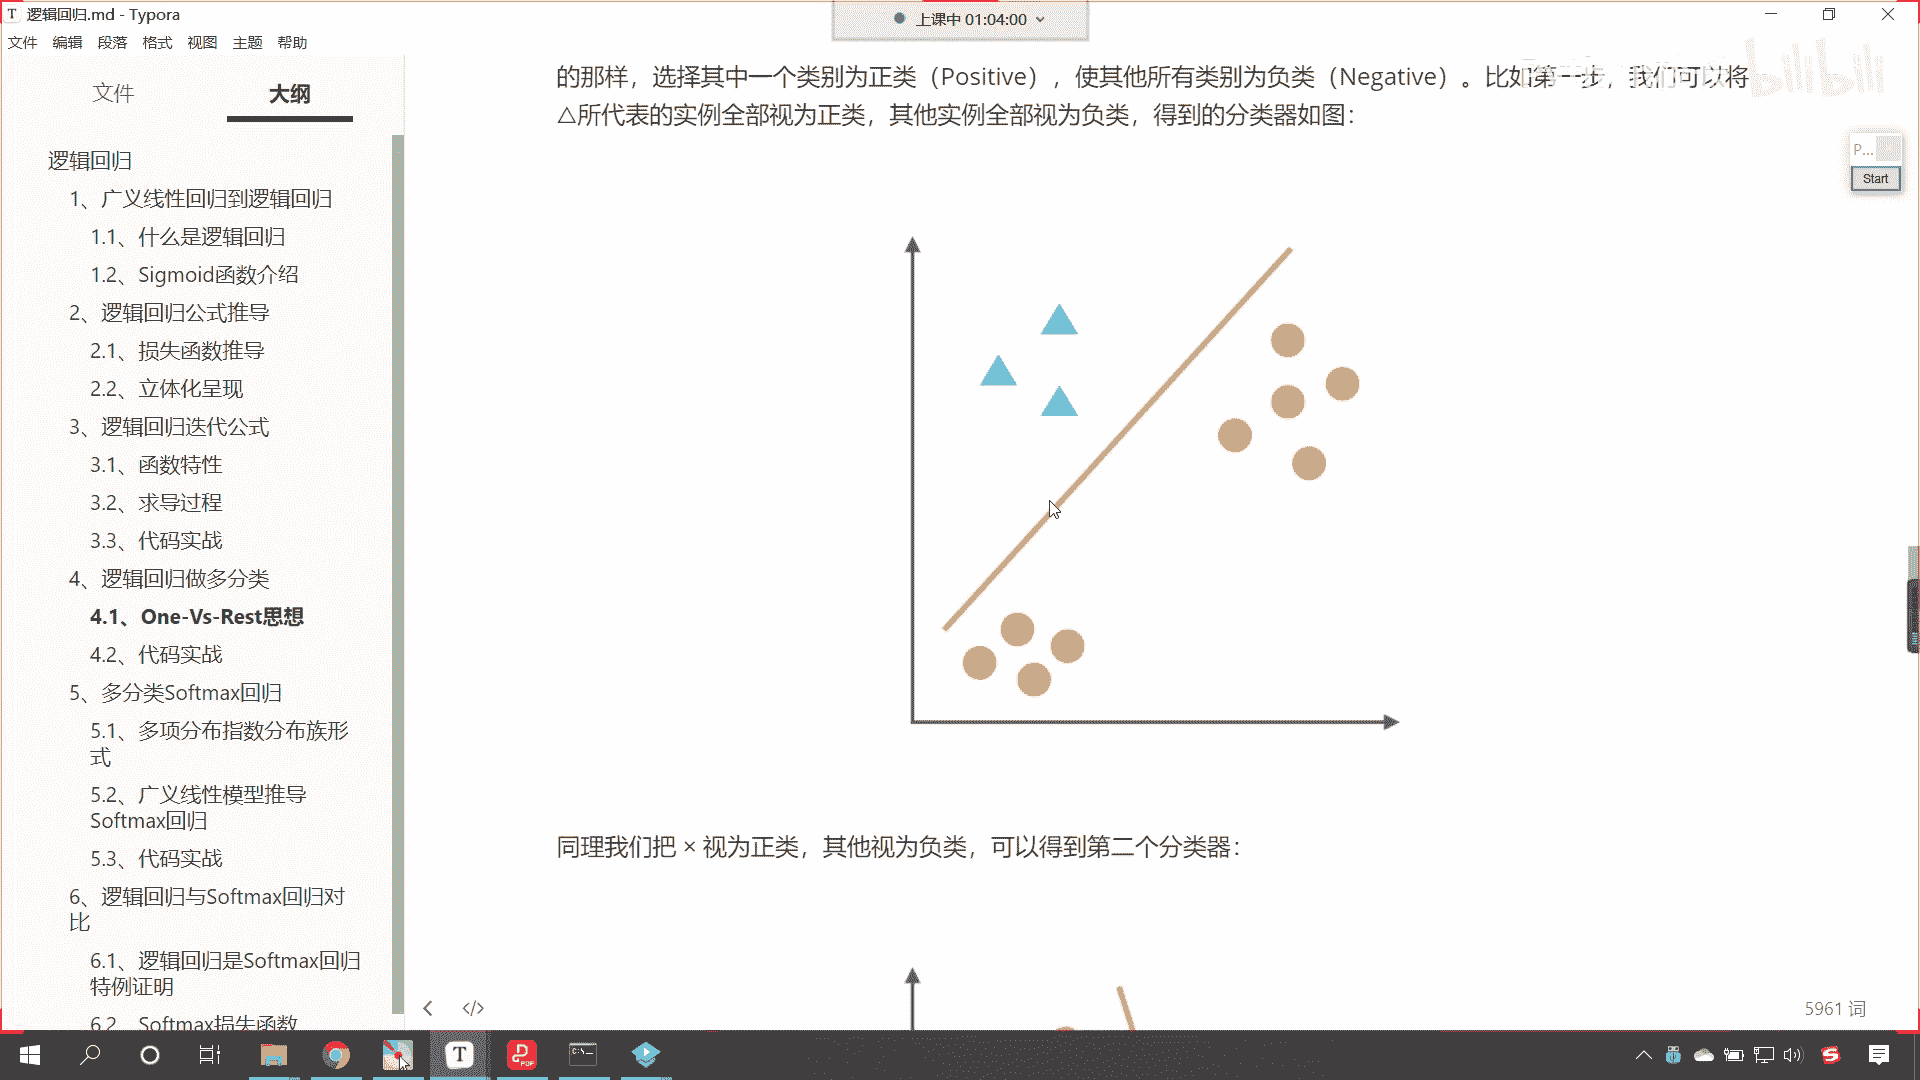 逻辑回归.md - Typora
上课中 01:04:00
文件 编辑 段落 格式 视图 主题 帮助
文件 大纲
逻辑回归
1、广义线性回归到逻辑回归
1.1、什么是逻辑回归
1.2、Sigmoid函数介绍
2、逻辑回归公式推导
2.1、损失函数推导
2.2、立体化呈现
3、逻辑回归迭代公式
3.1、函数特性
3.2、求导过程
3.3、代码实战
4、逻辑回归做多分类
4.1、One-Vs-Rest思想
4.2、代码实战
5、多分类Softmax回归
5.1、多项分布指数分布族形
式
5.2、广义线性模型推导
Softmax回归
5.3、代码实战
6、逻辑回归与Softmax回归对
比
6.1、逻辑回归是Softmax回归
特例证明
6.2、Softmax损失函数
的那样，选择其中一个类别为正类（Positive），使其他所有类别为负类（Negative）。比如第一步，我们可以将
△所代表的实例全部视为正类，其他实例全部视为负类，得到的分类器如图：
同理我们把 × 视为正类，其他视为负类，可以得到第二个分类器：
bilibili
P...
Start
</>
5961 词